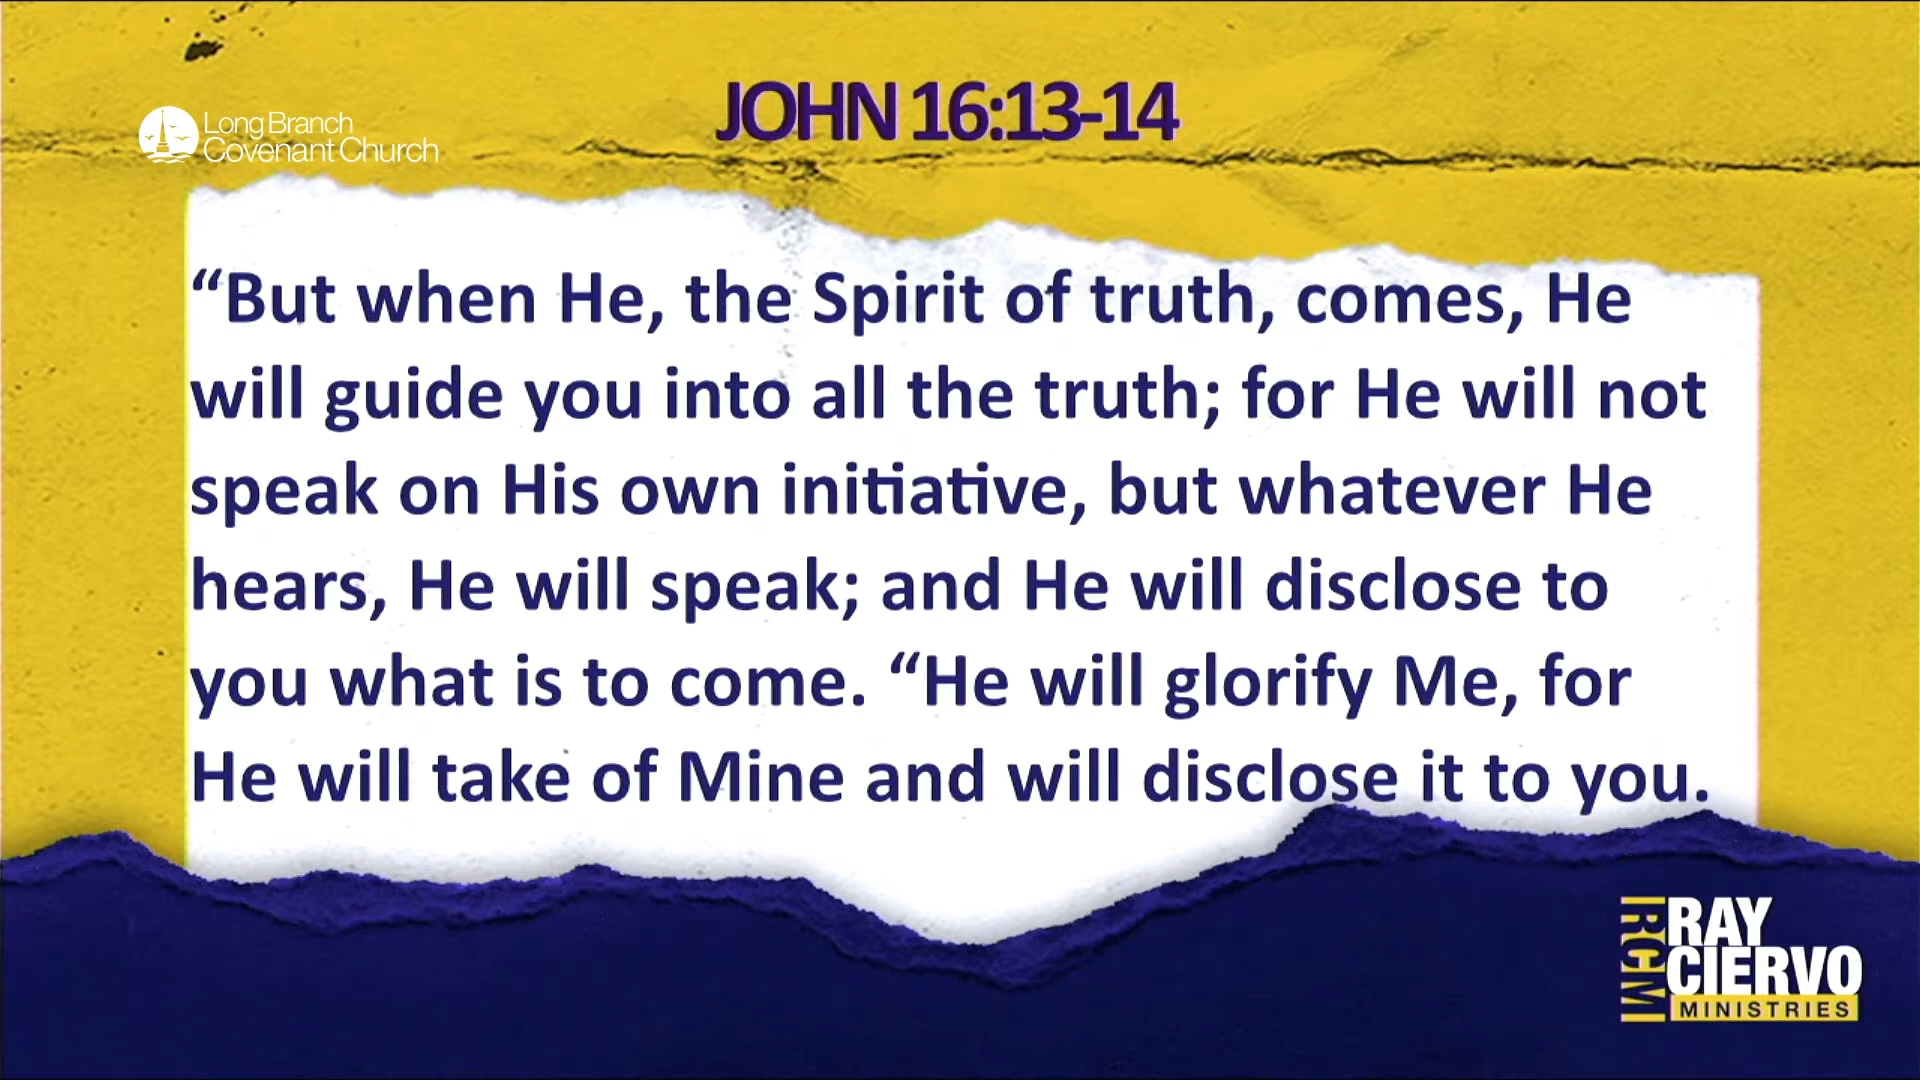 JOHN 16:13-14
Long Branch
Covenant Church
“But when He, the Spirit of truth, comes, He
will guide you into all the truth; for He will not
speak on His own initiative, but whatever He
hears, He will speak; and He will disclose to
you what is to come. “He will glorify Me, for
He will take of Mine and will disclose it to you.
RCM
RAY
CIERVO
MINISTRIES